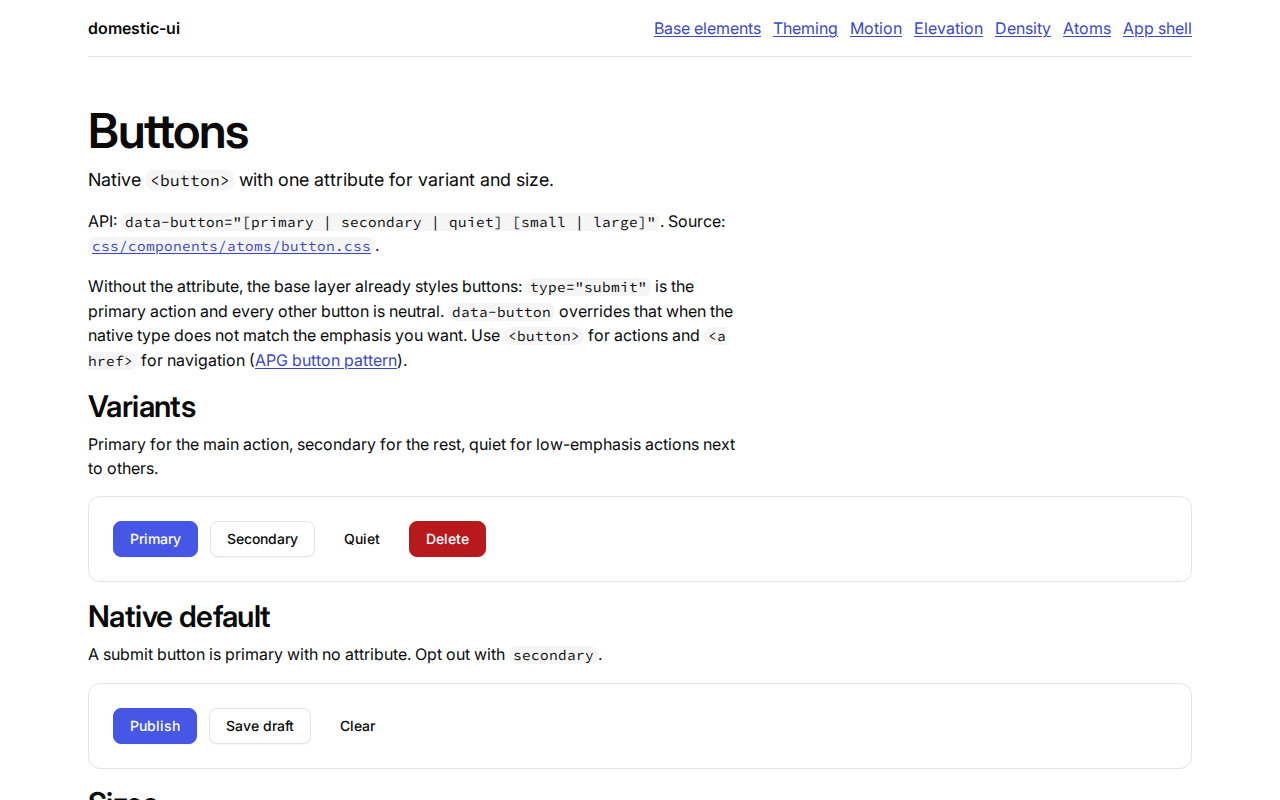 domestic-ui
Base elements Theming Motion Elevation Density Atoms App shell
Buttons
Native <button> with one attribute for variant and size.
API: data-button="[primary | secondary | quiet] [small | large]". Source:
css/components/atoms/button.css.
Without the attribute, the base layer already styles buttons: type="submit" is the
primary action and every other button is neutral. data-button overrides that when the
native type does not match the emphasis you want. Use <button> for actions and <a
href> for navigation (APG button pattern).
Variants
Primary for the main action, secondary for the rest, quiet for low-emphasis actions next
to others.
Primary Secondary Quiet Delete
Native default
A submit button is primary with no attribute. Opt out with secondary.
Publish Save draft Clear
Sizes